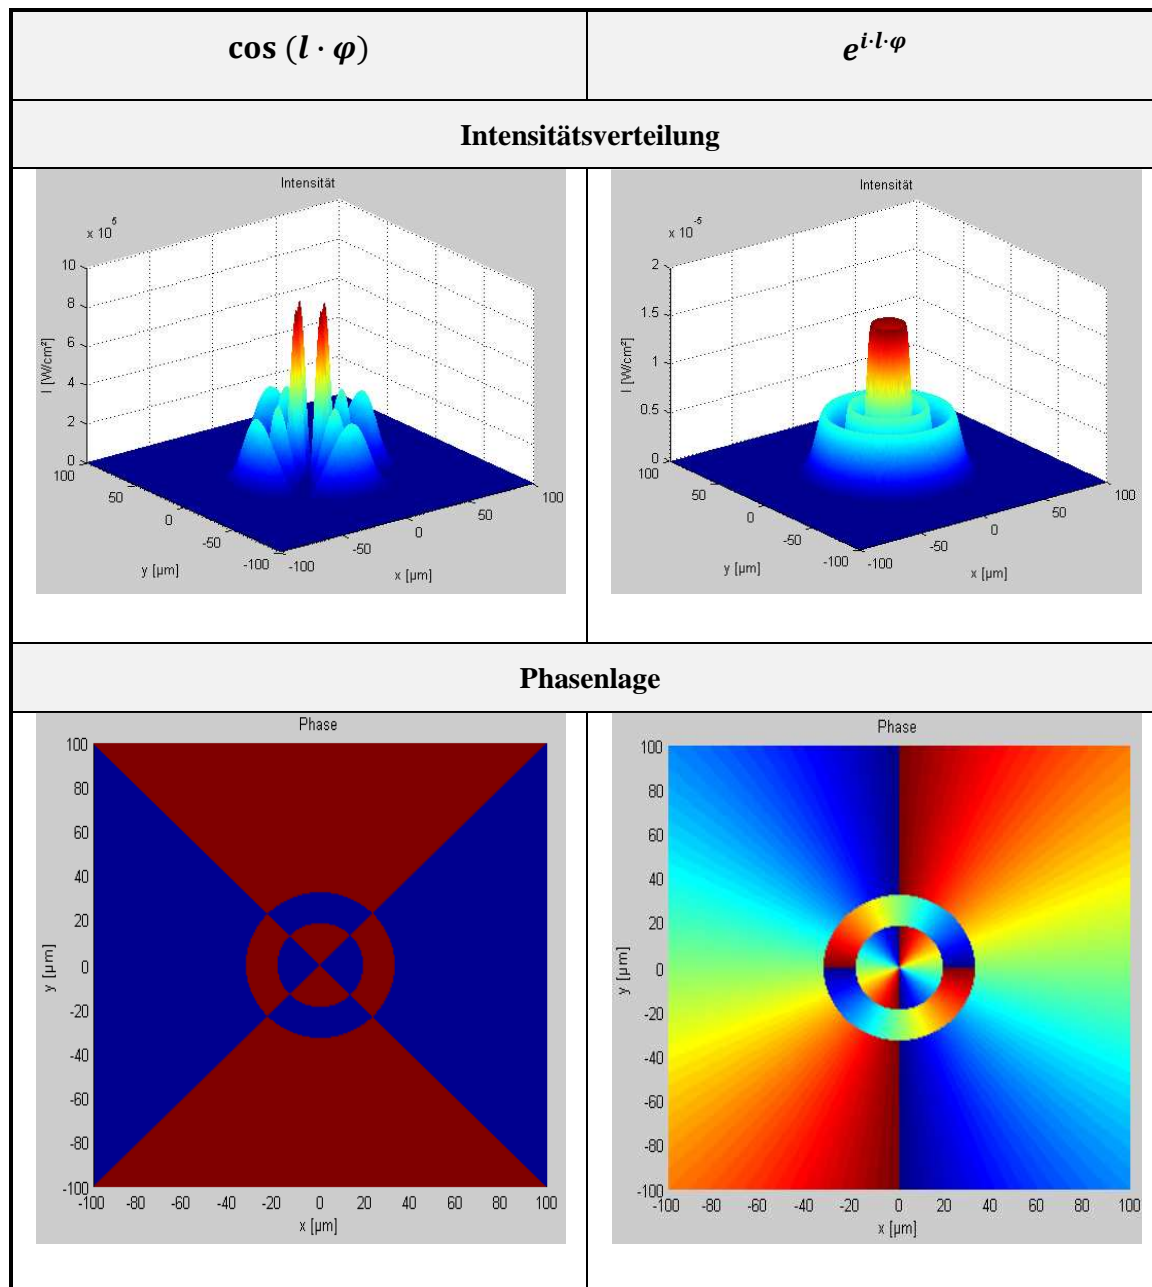 cos (l · φ)
e^{i·l·φ}
Intensitätsverteilung
Intensität
x 10^5
10
8
6
4
2
0
I [W/cm²]
100
50
0
-50
-100
y [µm]
-100
-50
0
50
100
x [µm]
Intensität
x 10^-5
2
1.5
1
0.5
0
I [W/cm²]
100
50
0
-50
-100
y [µm]
-100
-50
0
50
100
x [µm]
Phasenlage
Phase
100
80
60
40
20
0
-20
-40
-60
-80
-100
y [µm]
-100 -80 -60 -40 -20 0 20 40 60 80 100
x [µm]
Phase
100
80
60
40
20
0
-20
-40
-60
-80
-100
y [µm]
-100 -80 -60 -40 -20 0 20 40 60 80 100
x [µm]